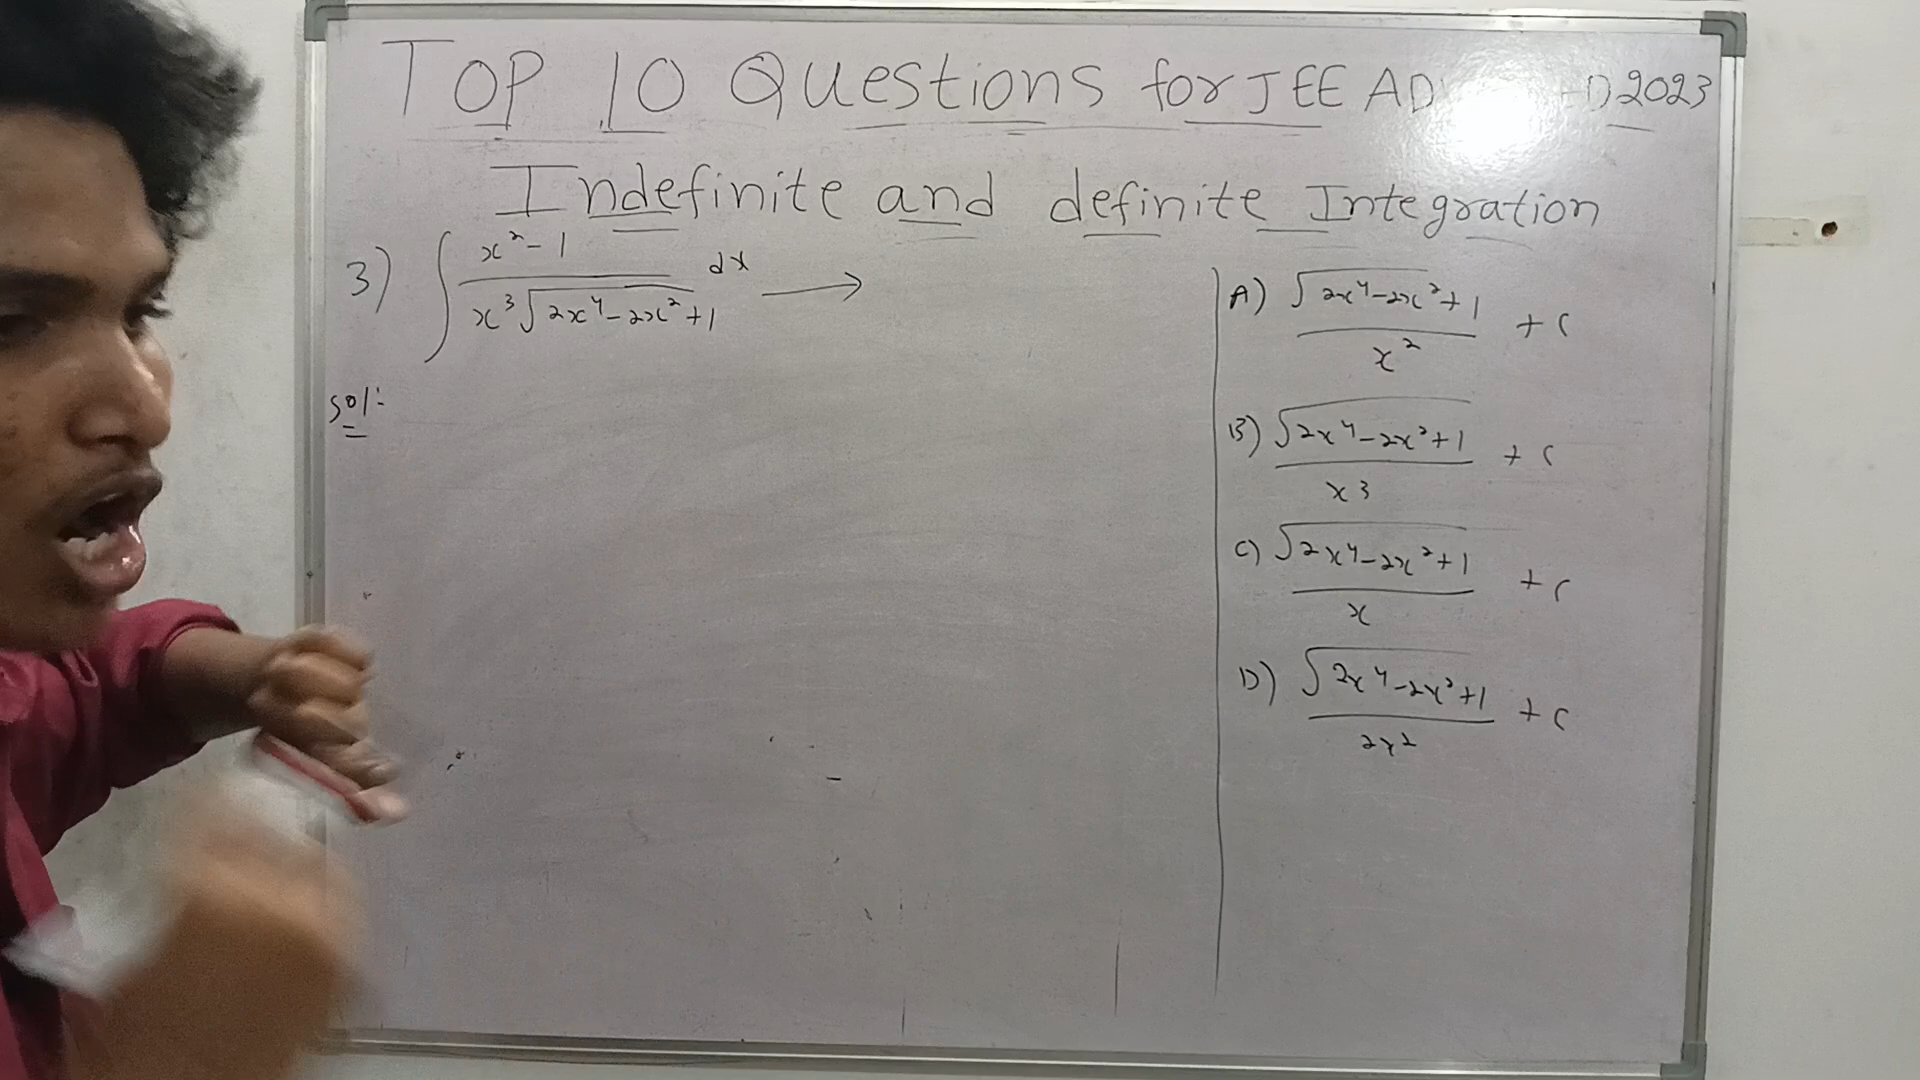 TOP 10 Questions for JEE AD 2023
Indefinite and definite Integration
3) ∫ x²-1 / x³√2x⁴-2x²+1 dx →
sol:
A) √2x⁴-2x²+1 / x² + C
B) √2x⁴-2x²+1 / x3 + C
C) √2x⁴-2x²+1 / x + C
D) √2x⁴-2x²+1 / 2x2 + C